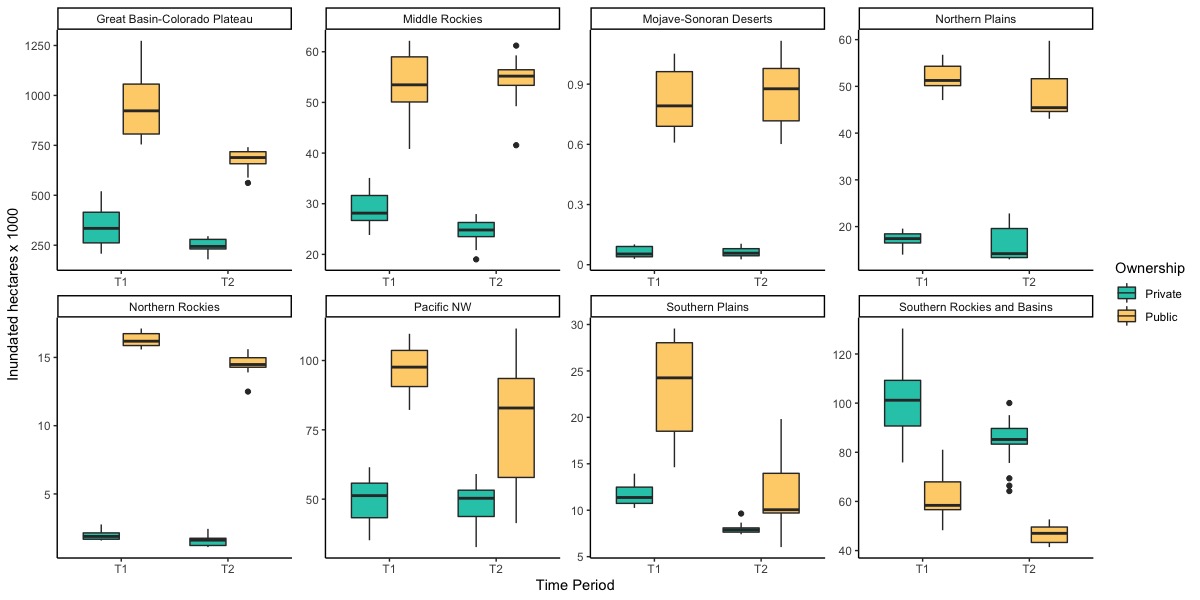 Great Basin-Colorado Plateau
Middle Rockies
Mojave-Sonoran Deserts
Northern Plains
1250
1000
750
500
250
60
50
40
30
20
0.9
0.6
0.3
0
60
50
40
30
20
T1 T2
T1 T2
T1 T2
T1 T2
Northern Rockies
Pacific NW
Southern Plains
Southern Rockies and Basins
15
10
5
100
75
50
30
25
20
15
10
5
120
100
80
60
40
T1 T2
T1 T2
T1 T2
T1 T2
Inundated hectares x 1000
Time Period
Ownership
Private
Public